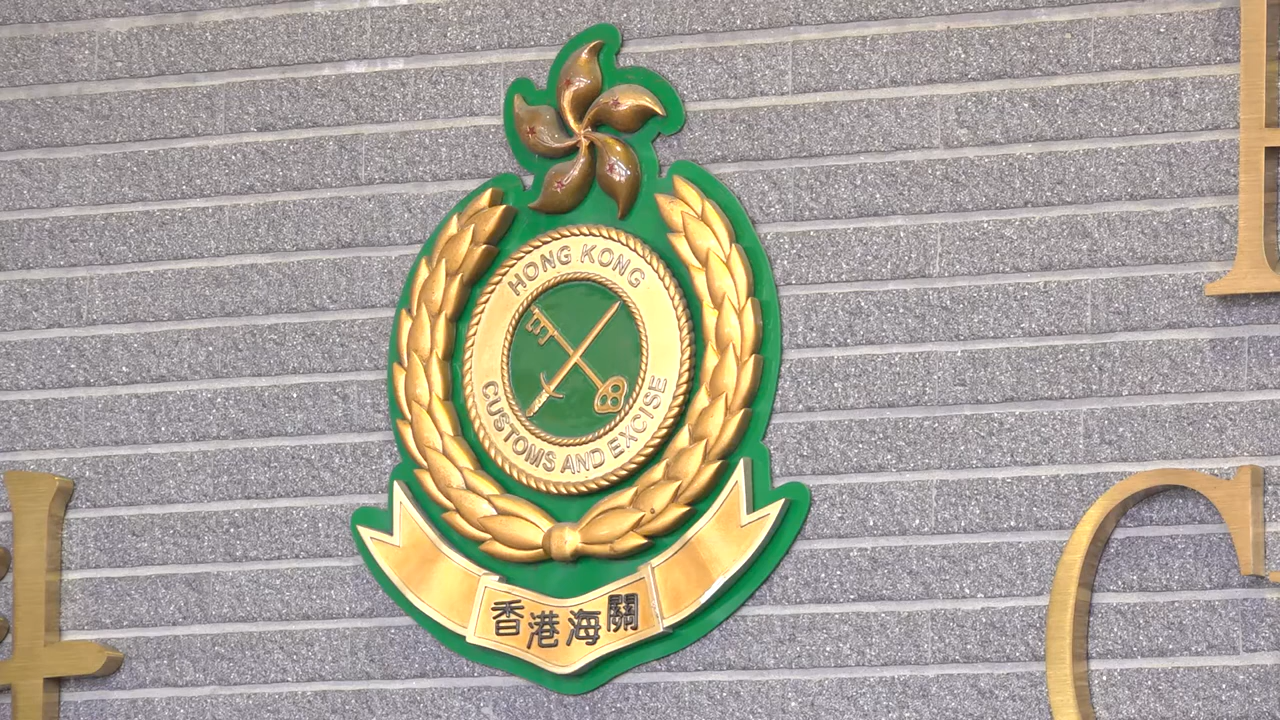 HONG KONG
CUSTOMS AND EXCISE
香港海關